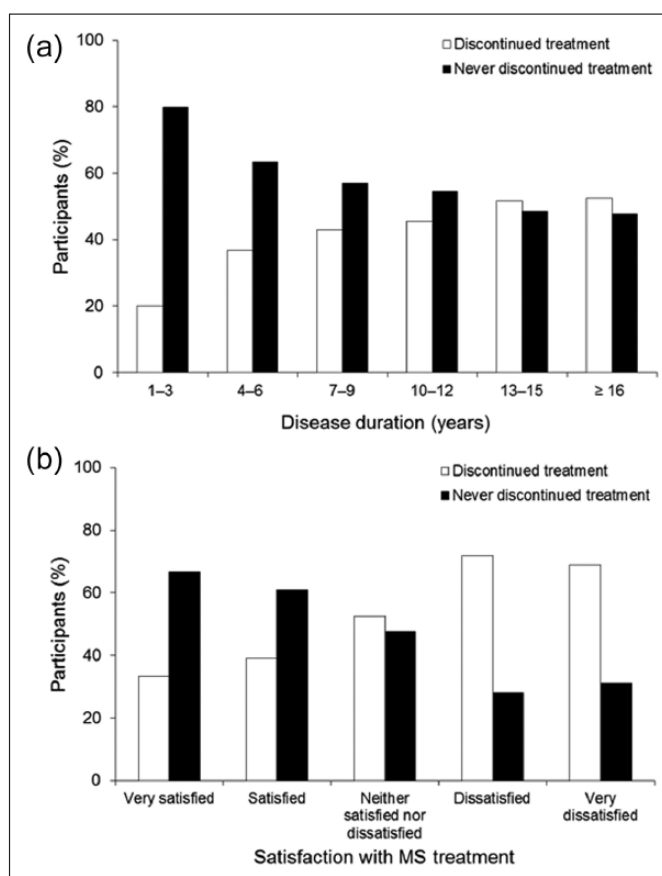 (a)
100
80
60
40
20
0
Participants (%)
Discontinued treatment
Never discontinued treatment
1–3 4–6 7–9 10–12 13–15 ≥ 16
Disease duration (years)
(b)
100
80
60
40
20
0
Participants (%)
Discontinued treatment
Never discontinued treatment
Very satisfied Satisfied Neither Dissatisfied Very
satisfied nor dissatisfied
dissatisfied
Satisfaction with MS treatment